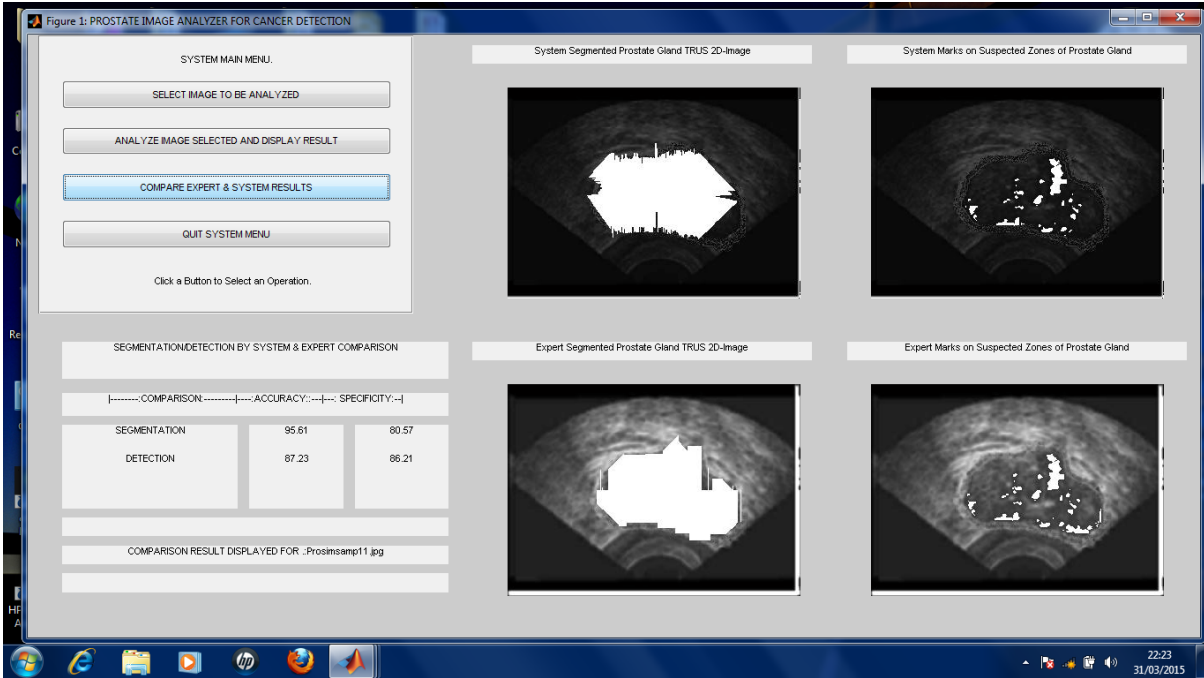 Figure 1: PROSTATE IMAGE ANALYZER FOR CANCER DETECTION
SYSTEM MAIN MENU.
SELECT IMAGE TO BE ANALYZED
ANALYZE IMAGE SELECTED AND DISPLAY RESULT
COMPARE EXPERT & SYSTEM RESULTS
QUIT SYSTEM MENU
Click a Button to Select an Operation.
System Segmented Prostate Gland TRUS 2D-Image
System Marks on Suspected Zones of Prostate Gland
SEGMENTATION/DETECTION BY SYSTEM & EXPERT COMPARISON
|--------:COMPARISON:---------|----:ACCURACY::---|---: SPECIFICITY:--|
SEGMENTATION 95.61 80.57
DETECTION 87.23 86.21
COMPARISON RESULT DISPLAYED FOR .:Prosimsamp11.jpg
Expert Segmented Prostate Gland TRUS 2D-Image
Expert Marks on Suspected Zones of Prostate Gland
hp
22:23
31/03/2015